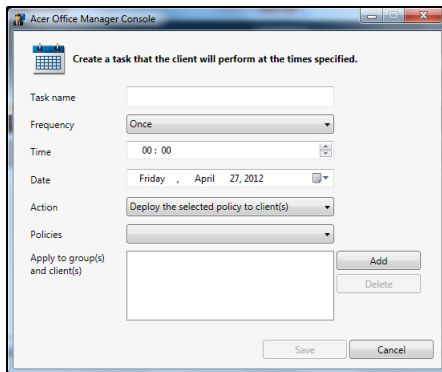 Acer Office Manager Console
Create a task that the client will perform at the times specified.
Task name
Frequency Once
Time 00 : 00
Date Friday , April 27, 2012
Action Deploy the selected policy to client(s)
Policies
Apply to group(s) Add
and client(s)
Delete
Save Cancel